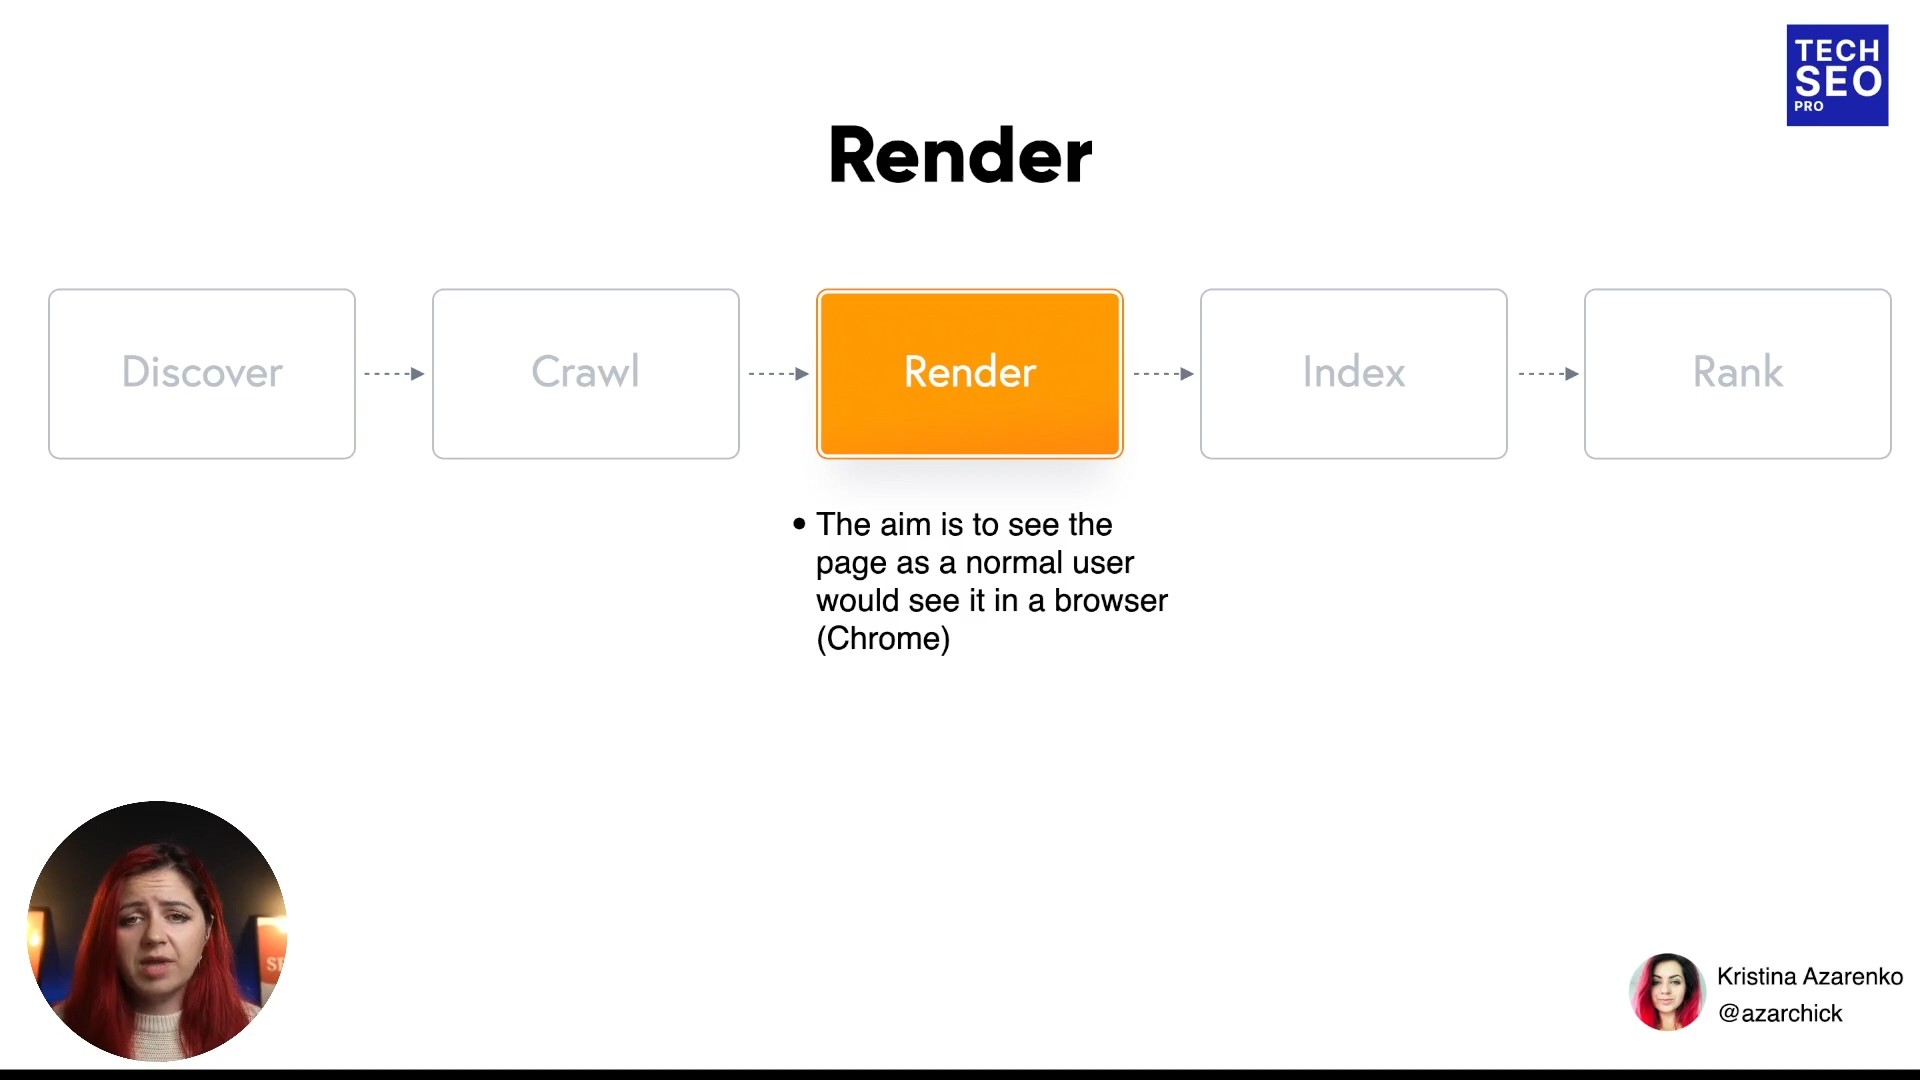 TECH
SEO
PRO
Render
Discover
Crawl
Render
Index
Rank
• The aim is to see the
page as a normal user
would see it in a browser
(Chrome)
Kristina Azarenko
@azarchick